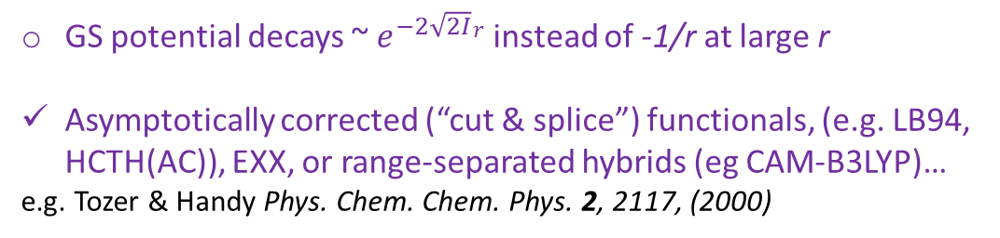 ○ GS potential decays ~ e^{−2√(2I)r} instead of -1/r at large r
✓ Asymptotically corrected (“cut & splice”) functionals, (e.g. LB94,
HCTH(AC)), EXX, or range-separated hybrids (eg CAM-B3LYP)…
e.g. Tozer & Handy Phys. Chem. Chem. Phys. 2, 2117, (2000)